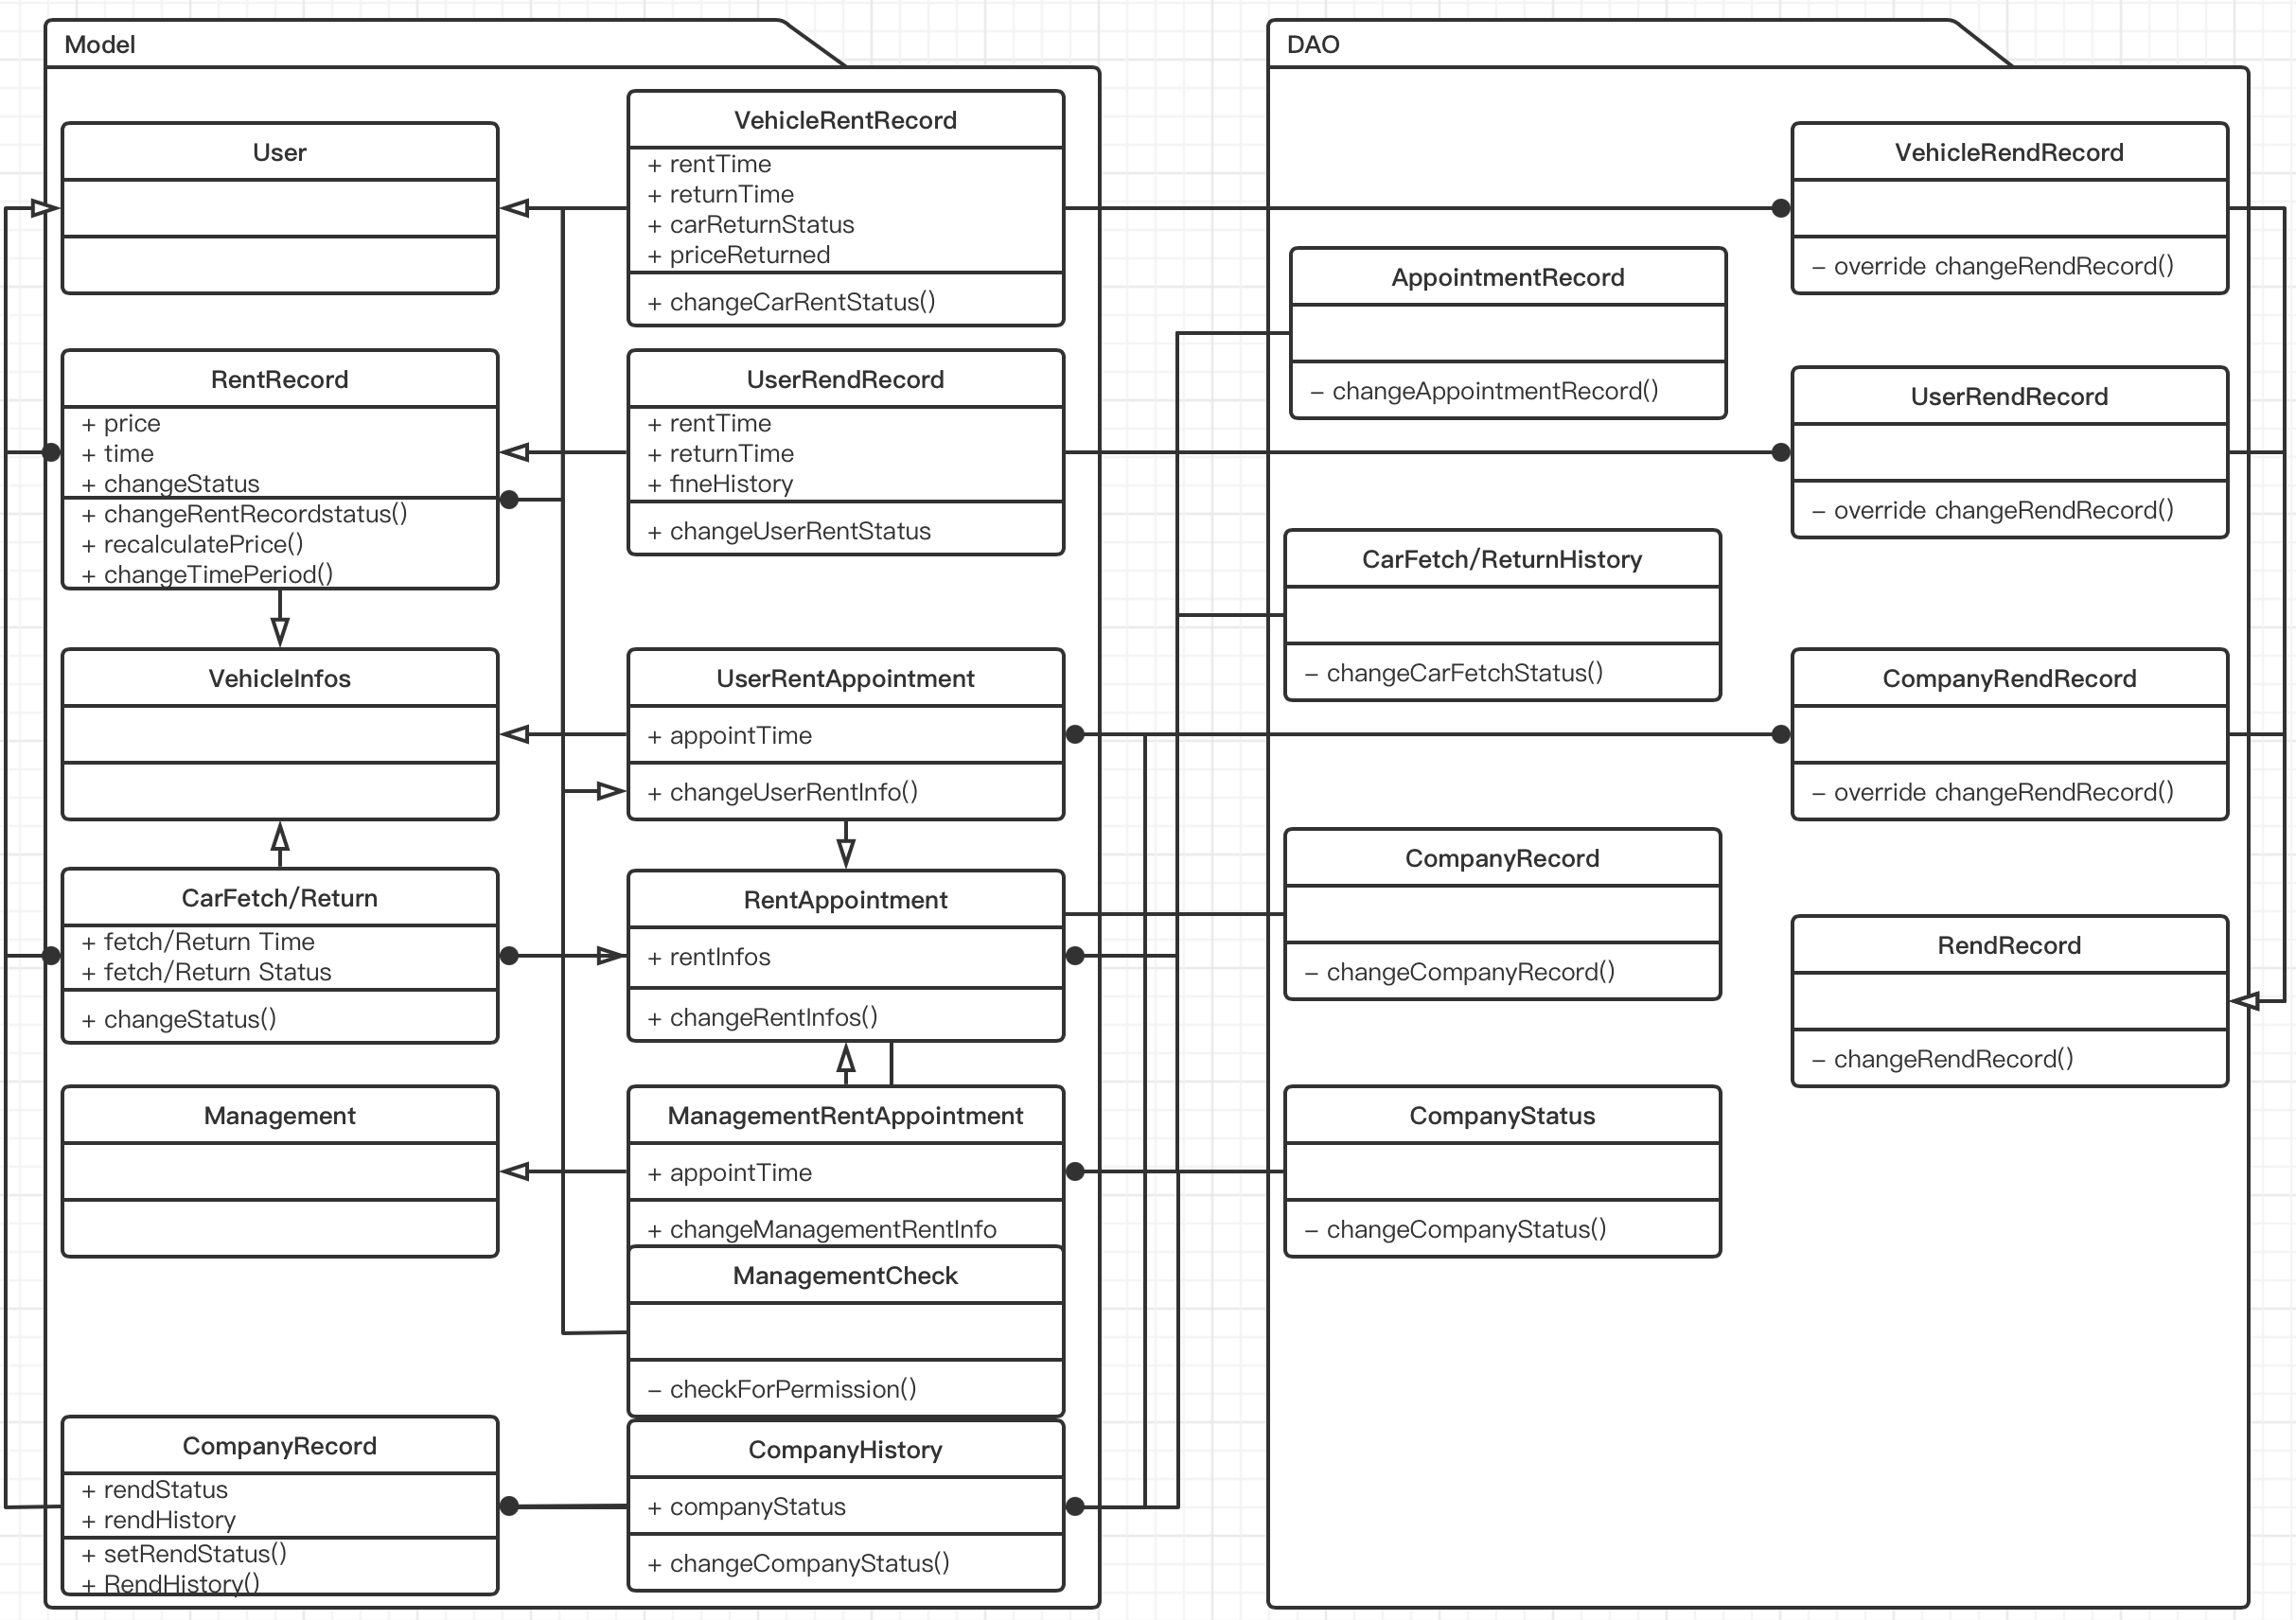 Model
User
VehicleRentRecord
+ rentTime
+ returnTime
+ carReturnStatus
+ priceReturned
+ changeCarRentStatus()
RentRecord
+ price
+ time
+ changeStatus
+ changeRentRecordstatus()
+ recalculatePrice()
+ changeTimePeriod()
UserRendRecord
+ rentTime
+ returnTime
+ fineHistory
+ changeUserRentStatus
VehicleInfos
UserRentAppointment
+ appointTime
+ changeUserRentInfo()
CarFetch/Return
+ fetch/Return Time
+ fetch/Return Status
+ changeStatus()
RentAppointment
+ rentInfos
+ changeRentInfos()
Management
ManagementRentAppointment
+ appointTime
+ changeManagementRentInfo
ManagementCheck
– checkForPermission()
CompanyRecord
+ rendStatus
+ rendHistory
+ setRendStatus()
+ RendHistory()
CompanyHistory
+ companyStatus
+ changeCompanyStatus()
DAO
VehicleRendRecord
– override changeRendRecord()
AppointmentRecord
– changeAppointmentRecord()
UserRendRecord
– override changeRendRecord()
CarFetch/ReturnHistory
– changeCarFetchStatus()
CompanyRendRecord
– override changeRendRecord()
CompanyRecord
– changeCompanyRecord()
RendRecord
– changeRendRecord()
CompanyStatus
– changeCompanyStatus()